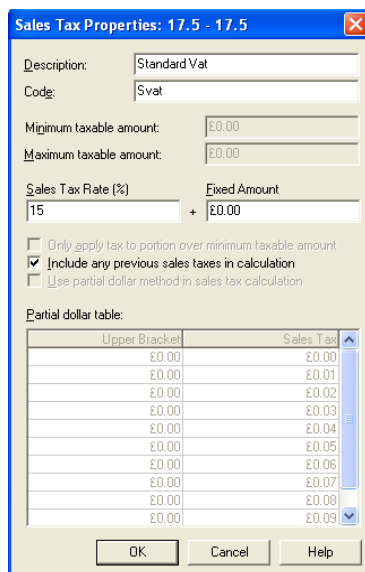 Sales Tax Properties: 17.5 - 17.5
Description: Standard Vat
Code: Svat
Minimum taxable amount: £0.00
Maximum taxable amount: £0.00
Sales Tax Rate (%) Fixed Amount
15 + £0.00
Only apply tax to portion over minimum taxable amount
Include any previous sales taxes in calculation
Use partial dollar method in sales tax calculation
Partial dollar table:
Upper Bracket Sales Tax
£0.00 £0.00
£0.00 £0.01
£0.00 £0.02
£0.00 £0.03
£0.00 £0.04
£0.00 £0.05
£0.00 £0.06
£0.00 £0.07
£0.00 £0.08
£0.00 £0.09
OK Cancel Help